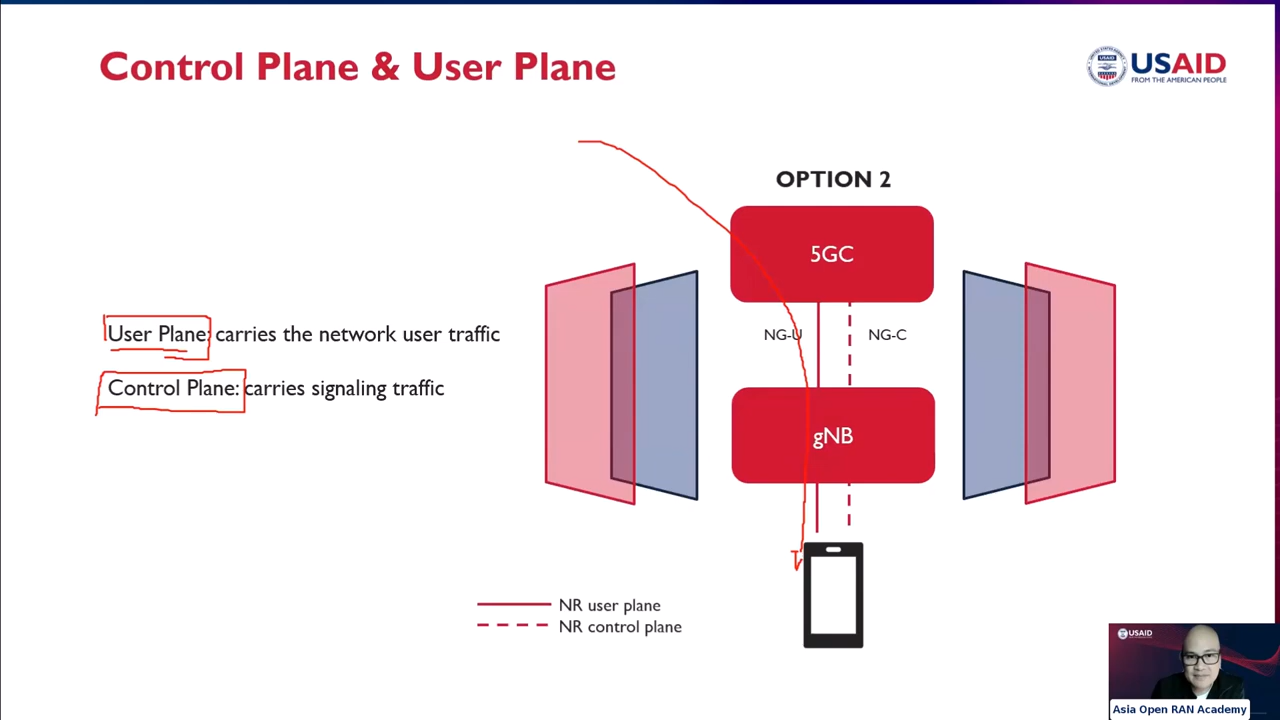 Control Plane & User Plane
USAID
FROM THE AMERICAN PEOPLE
OPTION 2
5GC
User Plane: carries the network user traffic
NG-U
NG-C
Control Plane: carries signaling traffic
gNB
NR user plane
NR control plane
USAID
Asia Open RAN Academy